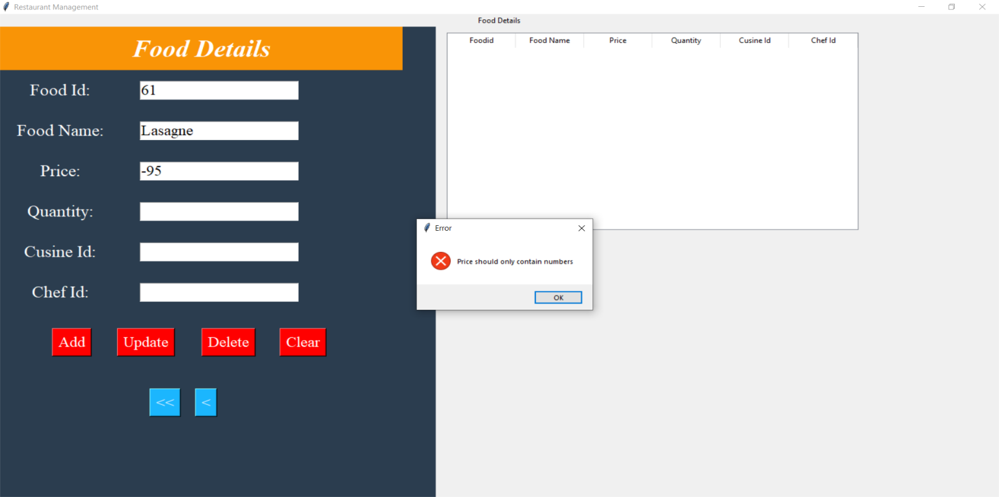 Restaurant Management
Food Details
Food Details
Foodid Food Name Price Quantity Cusine Id Chef Id
Food Id: 61
Food Name: Lasagne
Price: -95
Quantity:
Cusine Id:
Chef Id:
Add Update Delete Clear
<< <
Error
Price should only contain numbers
OK